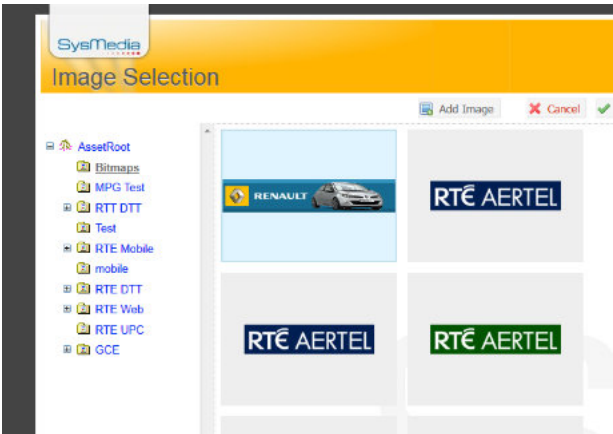 SysMedia
Image Selection
Add Image
Cancel
AssetRoot
Bitmaps
MPG Test
RTT DTT
Test
RTE Mobile
mobile
RTE DTT
RTE Web
RTE UPC
GCE
RENAULT
RTÉ AERTEL
RTÉ AERTEL
RTÉ AERTEL